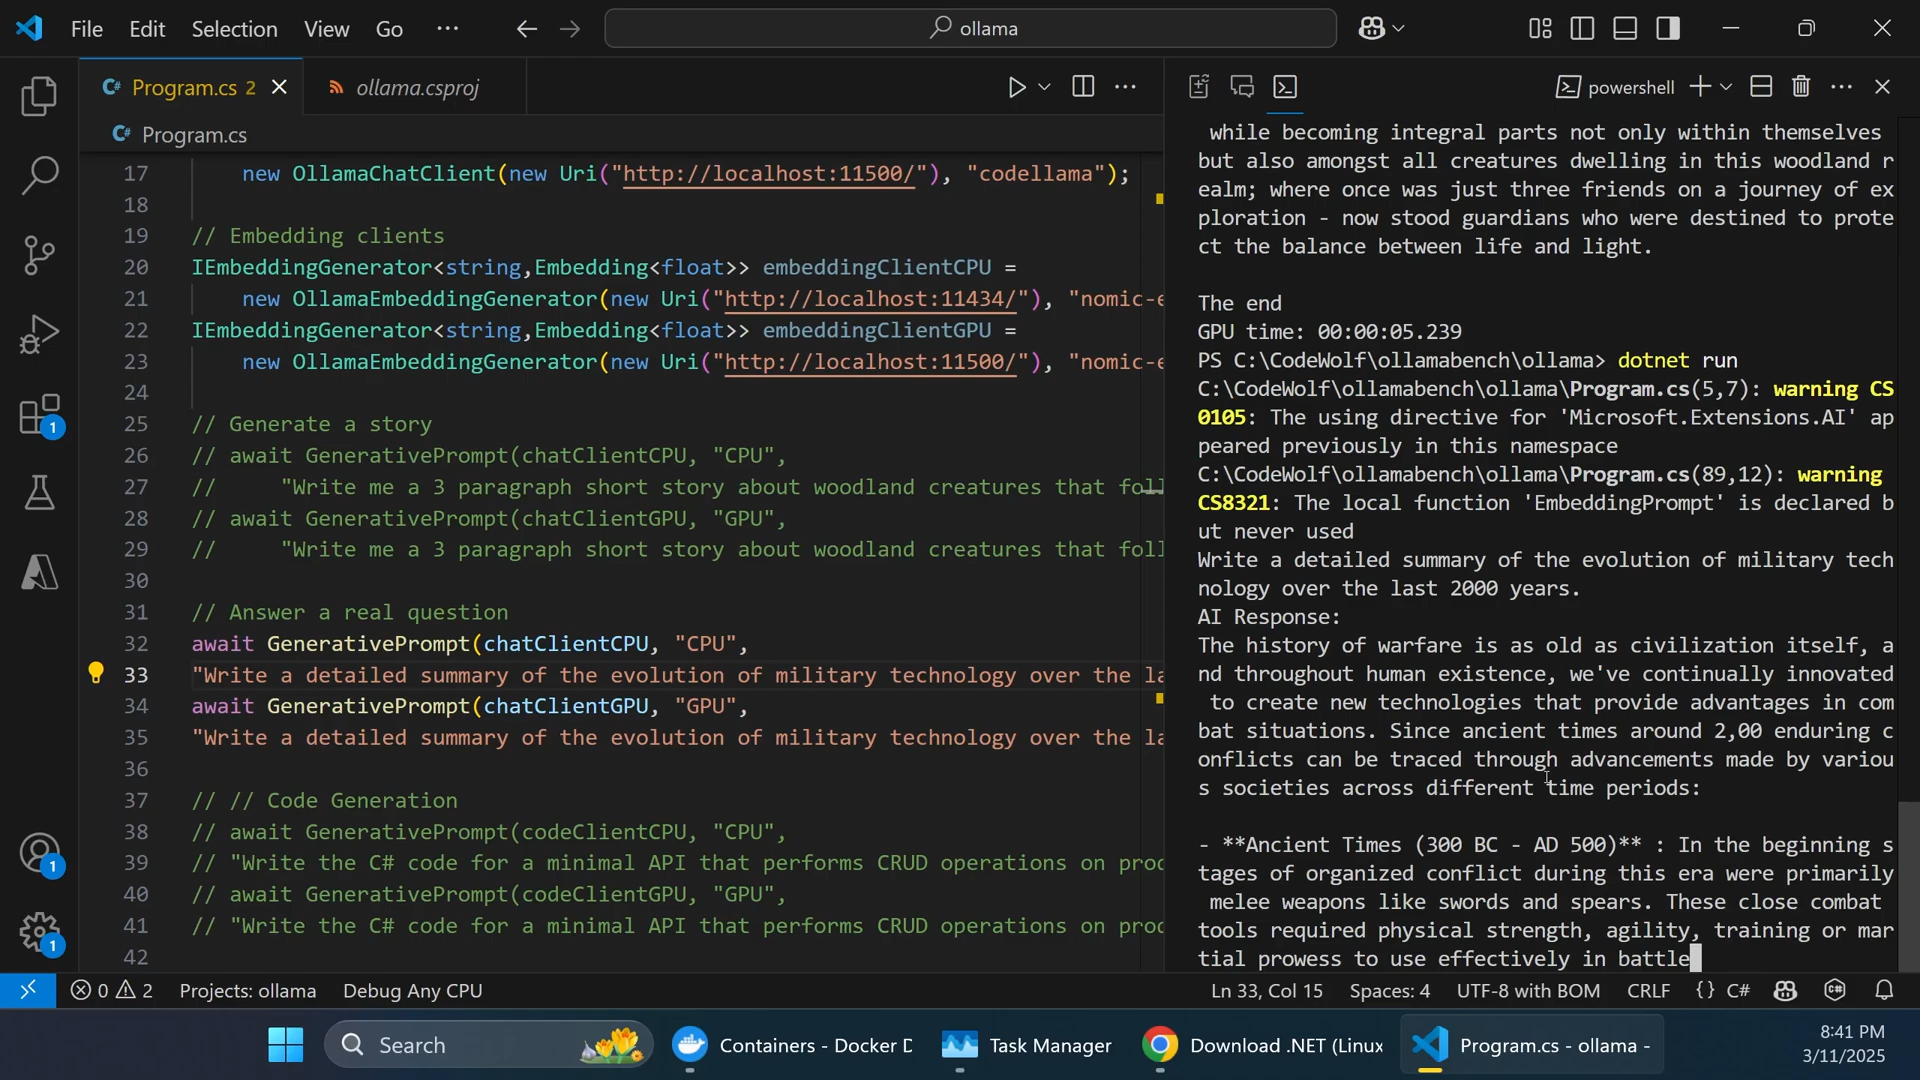 File Edit View Go ··· ollama
Program.cs 2 ollama.csproj
Program.cs
17 new OllamaChatClient(new Uri("http://localhost:11500/"), "codellama");
18
19 // Embedding clients
20 IEmbeddingGenerator<string,Embedding<float>> embeddingClientCPU =
21 new OllamaEmbeddingGenerator(new Uri("http://localhost:11434/"), "nomic-e
22 IEmbeddingGenerator<string,Embedding<float>> embeddingClientGPU =
23 new OllamaEmbeddingGenerator(new Uri("http://localhost:11500/"), "nomic-e
24
25 // Generate a story
26 // await GenerativePrompt(chatClientCPU, "CPU",
27 // "Write me a 3 paragraph short story about woodland creatures that foll
28 // await GenerativePrompt(chatClientGPU, "GPU",
29 // "Write me a 3 paragraph short story about woodland creatures that foll
30
31 // Answer a real question
32 await GenerativePrompt(chatClientCPU, "CPU",
33 "Write a detailed summary of the evolution of military technology over the la
34 await GenerativePrompt(chatClientGPU, "GPU",
35 "Write a detailed summary of the evolution of military technology over the la
36
37 // // Code Generation
38 // await GenerativePrompt(codeClientCPU, "CPU",
39 // "Write the C# code for a minimal API that performs CRUD operations on prod
40 // await GenerativePrompt(codeClientGPU, "GPU",
41 // "Write the C# code for a minimal API that performs CRUD operations on prod
42
powershell
while becoming integral parts not only within themselves
but also amongst all creatures dwelling in this woodland r
ealm; where once was just three friends on a journey of ex
ploration - now stood guardians who were destined to prote
ct the balance between life and light.
The end
GPU time: 00:00:05.239
PS C:\CodeWolf\ollamabench\ollama> dotnet run
C:\CodeWolf\ollamabench\ollama\Program.cs(5,7): warning CS
0105: The using directive for 'Microsoft.Extensions.AI' ap
peared previously in this namespace
C:\CodeWolf\ollamabench\ollama\Program.cs(89,12): warning
CS8321: The local function 'EmbeddingPrompt' is declared b
ut never used
Write a detailed summary of the evolution of military tech
nology over the last 2000 years.
AI Response:
The history of warfare is as old as civilization itself, a
nd throughout human existence, we've continually innovated
to create new technologies that provide advantages in com
bat situations. Since ancient times around 2,00 enduring c
onflicts can be traced through advancements made by variou
s societies across different time periods:
- **Ancient Times (300 BC - AD 500)** : In the beginning s
tages of organized conflict during this era were primarily
melee weapons like swords and spears. These close combat
tools required physical strength, agility, training or mar
tial prowess to use effectively in battle
1
1
1
0 2 Projects: ollama Debug Any CPU Ln 33, Col 15 Spaces: 4 UTF-8 with BOM CRLF {} C#
Search Containers - Docker D Task Manager Download .NET (Linux Program.cs - ollama - 8:41 PM
3/11/2025